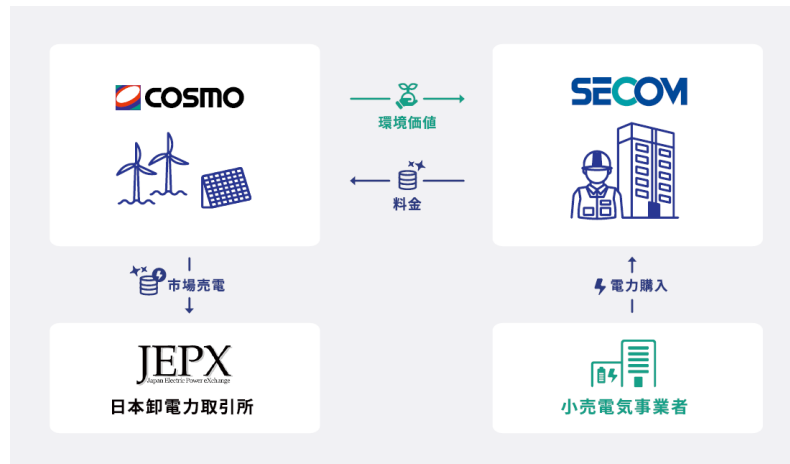 COSMO
SECOM
環境価値
料金
市場売電
電力購入
JEPX
Japan Electric Power eXchange
日本卸電力取引所
小売電気事業者